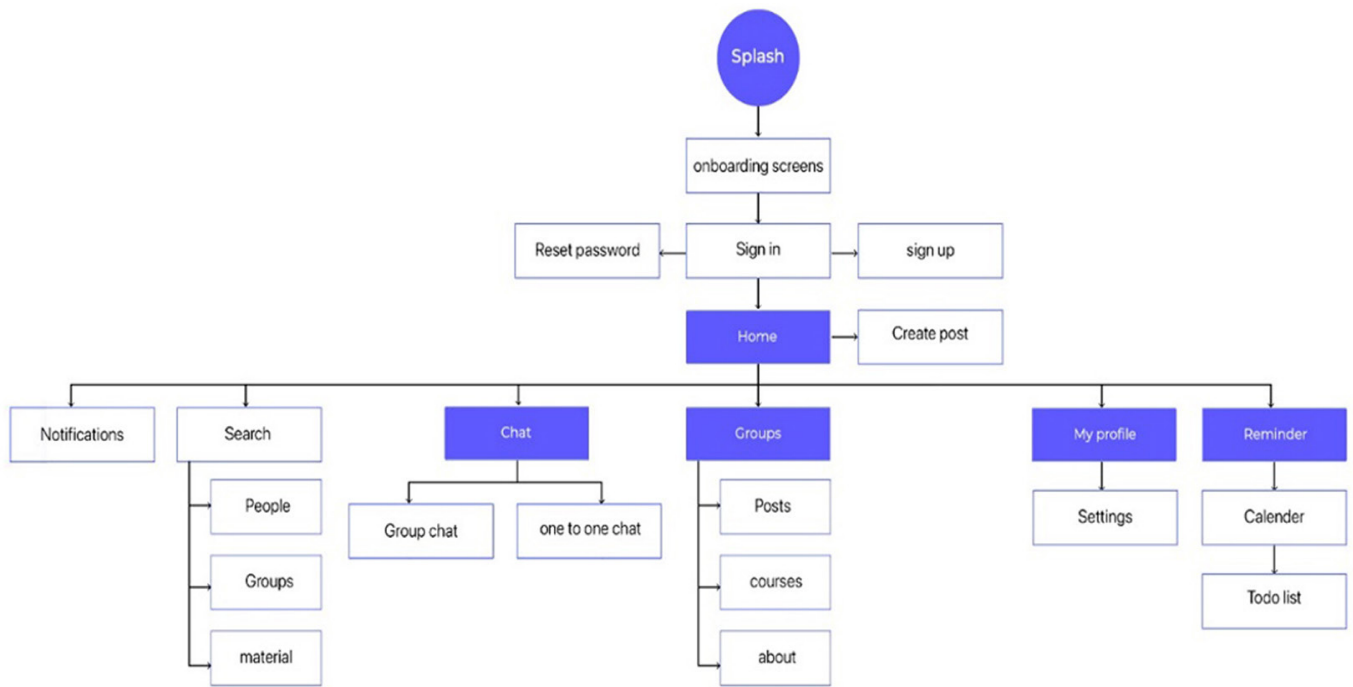 Splash
onboarding screens
Reset password
Sign in
sign up
Home
Create post
Notifications
Search
Chat
Groups
My profile
Reminder
People
Groups
material
Group chat
one to one chat
Posts
courses
about
Settings
Calender
Todo list